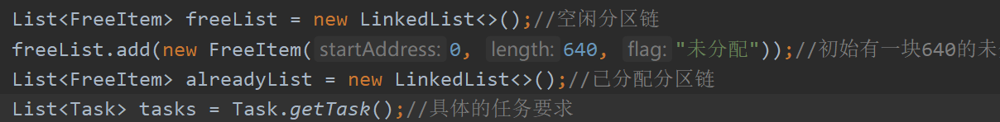 List<FreeItem> freeList = new LinkedList<>();//空闲分区链
freeList.add(new FreeItem( startAddress: 0, length: 640, flag: "未分配"));//初始有一块640的未
List<FreeItem> alreadyList = new LinkedList<>();//已分配分区链
List<Task> tasks = Task.getTask();//具体的任务要求